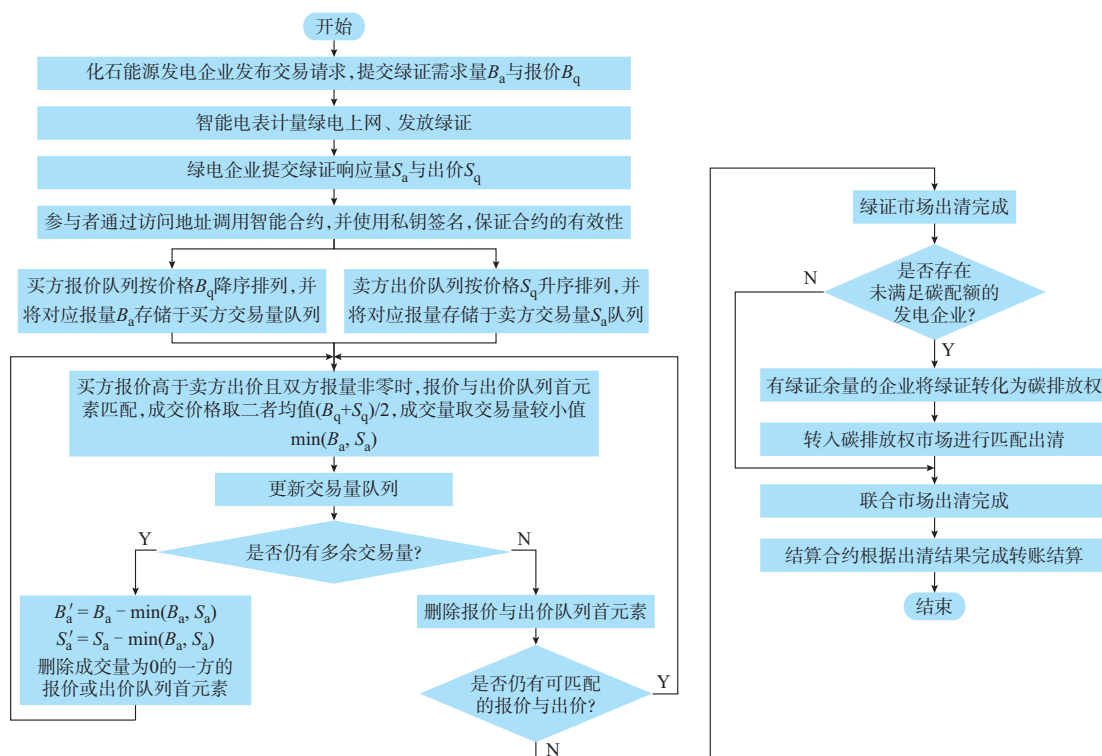 开始
化石能源发电企业发布交易请求,提交绿证需求量Ba与报价Bq
智能电表计量绿电上网、发放绿证
绿电企业提交绿证响应量Sa与出价Sq
参与者通过访问地址调用智能合约,并使用私钥签名,保证合约的有效性
买方报价队列按价格Bq降序排列,并
将对应报量Ba存储于买方交易量队列
卖方出价队列按价格Sq升序排列,并
将对应报量存储于卖方交易量Sa队列
买方报价高于卖方出价且双方报量非零时,报价与出价队列首元
素匹配,成交价格取二者均值(Bq+Sq)/2,成交量取交易量较小值
min(Ba, Sa)
更新交易量队列
是否仍有多余交易量?
Y
N
Ba′ = Ba − min(Ba, Sa)
Sa′ = Sa − min(Ba, Sa)
删除成交量为0的一方的
报价或出价队列首元素
删除报价与出价队列首元素
是否仍有可匹配
的报价与出价?
Y
N
绿证市场出清完成
是否存在
未满足碳配额的
发电企业?
N
Y
有绿证余量的企业将绿证转化为碳排放权
转入碳排放权市场进行匹配出清
联合市场出清完成
结算合约根据出清结果完成转账结算
结束